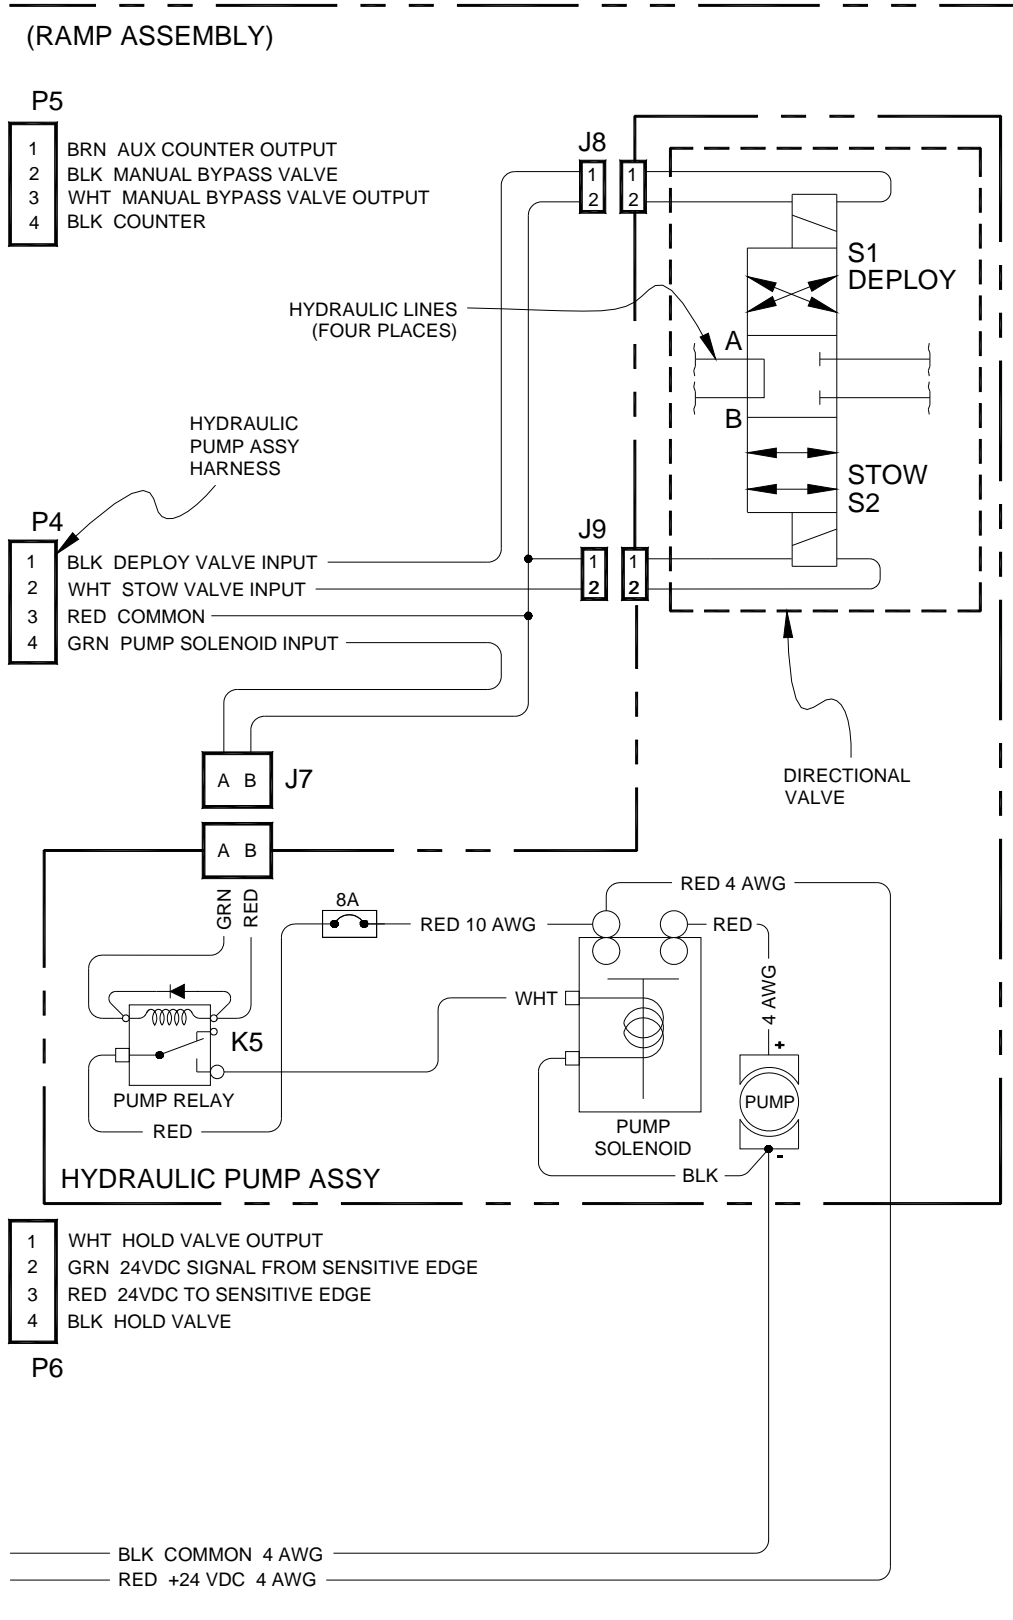 (RAMP ASSEMBLY)
P5
1 BRN AUX COUNTER OUTPUT
2 BLK MANUAL BYPASS VALVE
3 WHT MANUAL BYPASS VALVE OUTPUT
4 BLK COUNTER
J8
1 1
2 2
S1
DEPLOY
HYDRAULIC LINES
(FOUR PLACES)
A
B
HYDRAULIC
PUMP ASSY
HARNESS
STOW
S2
P4
1 BLK DEPLOY VALVE INPUT
2 WHT STOW VALVE INPUT
3 RED COMMON
4 GRN PUMP SOLENOID INPUT
J9
1 1
2 2
DIRECTIONAL
VALVE
A B
J7
A B
GRN
RED
8A
RED 10 AWG
RED 4 AWG
RED
4 AWG
WHT
K5
PUMP RELAY
RED
PUMP
SOLENOID
+
PUMP
-
BLK
HYDRAULIC PUMP ASSY
1 WHT HOLD VALVE OUTPUT
2 GRN 24VDC SIGNAL FROM SENSITIVE EDGE
3 RED 24VDC TO SENSITIVE EDGE
4 BLK HOLD VALVE
P6
BLK COMMON 4 AWG
RED +24 VDC 4 AWG